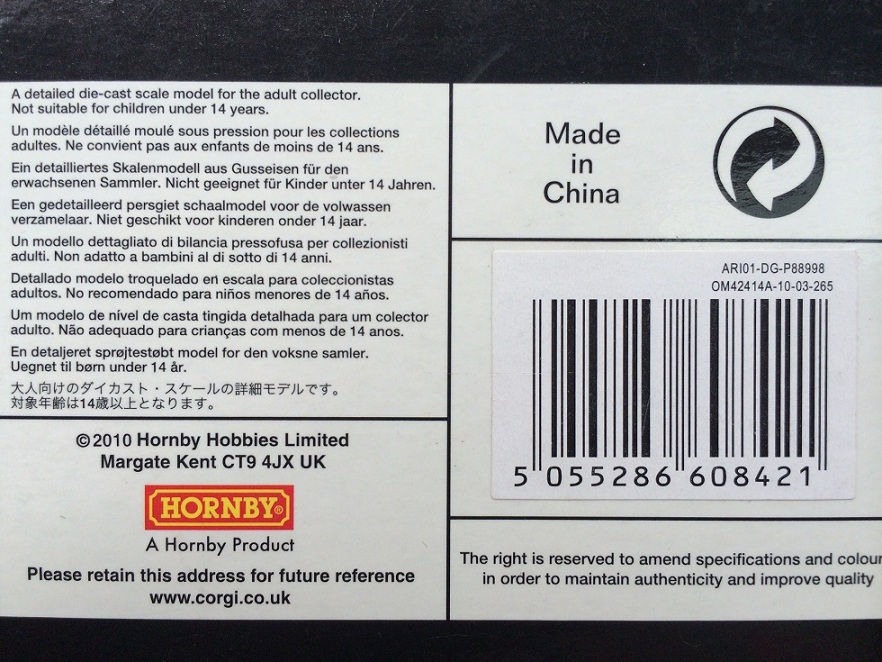 A detailed die-cast scale model for the adult collector.
Not suitable for children under 14 years.
Un modèle détaillé moulé sous pression pour les collections
adultes. Ne convient pas aux enfants de moins de 14 ans.
Ein detailliertes Skalenmodell aus Gusseisen für den
erwachsenen Sammler. Nicht geeignet für Kinder unter 14 Jahren.
Een gedetailleerd persgiet schaalmodel voor de volwassen
verzamelaar. Niet geschikt voor kinderen onder 14 jaar.
Un modello dettagliato di bilancia pressofusa per collezionisti
adulti. Non adatto a bambini al di sotto di 14 anni.
Detallado modelo troquelado en escala para coleccionistas
adultos. No recomendado para niños menores de 14 años.
Um modelo de nível de casta tingida detalhada para um colector
adulto. Não adequado para crianças com menos de 14 anos.
En detaljeret sprøjtestøbt model for den voksne samler.
Uegnet til børn under 14 år.
大人向けのダイカスト・スケールの詳細モデルです。
対象年齢は14歳以上となります。
©2010 Hornby Hobbies Limited
Margate Kent CT9 4JX UK
HORNBY®
A Hornby Product
Please retain this address for future reference
www.corgi.co.uk
Made
in
China
ARI01-DG-P88998
OM42414A-10-03-265
5 055286 608421
The right is reserved to amend specifications and colour
in order to maintain authenticity and improve quality